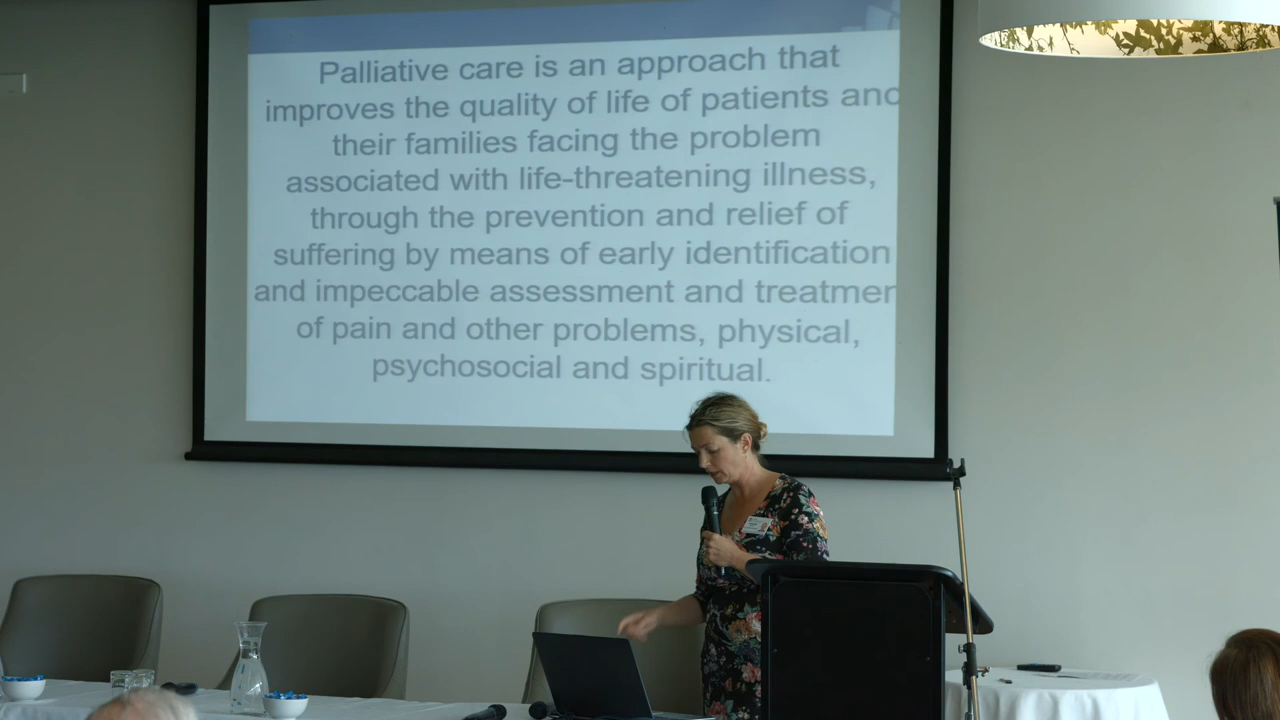 Palliative care is an approach that
improves the quality of life of patients and
their families facing the problem
associated with life-threatening illness,
through the prevention and relief of
suffering by means of early identification
and impeccable assessment and treatmen
of pain and other problems, physical,
psychosocial and spiritual.